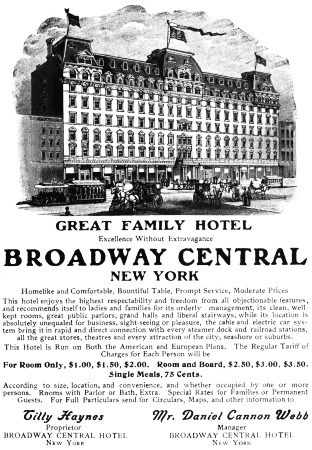 GREAT FAMILY HOTEL
Excellence Without Extravagance
BROADWAY CENTRAL
NEW YORK
Homelike and Comfortable, Bountiful Table, Prompt Service, Moderate Prices
This hotel enjoys the highest respectability and freedom from all objectionable features,
and recommends itself to ladies and families for its orderly management, its clean, well-
kept rooms, great public parlors, grand halls and liberal stairways, while its location is
absolutely unequaled for business, sight-seeing or pleasure, the cable and electric car sys-
tem bring it in rapid and direct connection with every steamer dock and railroad stations,
all the great stores, theatres and every attraction of the city, seashore or suburbs.
This Hotel is Run on Both the American and European Plans. The Regular Tariff of
Charges for Each Person will be
For Room Only, $1.00, $1.50, $2.00. Room and Board, $2.50, $3.00, $3.50.
Single Meals, 75 Cents.
According to size, location, and convenience, and whether occupied by one or more
persons. Rooms with Parlor or Bath, Extra. Special Rates for Families or Permanent
Guests. For Full Particulars and for Circulars, Maps, and other information to
Tilly Haynes
Proprietor
BROADWAY CENTRAL HOTEL
New York
Mr. Daniel Cannon Webb
Manager
BROADWAY CENTRAL HOTEL
New York